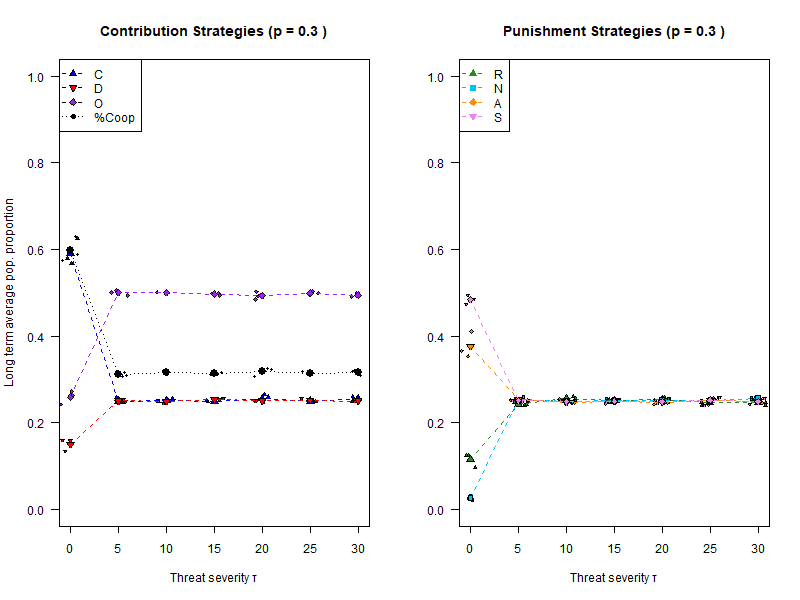 Contribution Strategies (p = 0.3 )
C
D
O
%Coop
1.0
0.8
0.6
0.4
0.2
0.0
Long term average pop. proportion
0 5 10 15 20 25 30
Threat severity τ
Punishment Strategies (p = 0.3 )
R
N
A
S
1.0
0.8
0.6
0.4
0.2
0.0
0 5 10 15 20 25 30
Threat severity τ